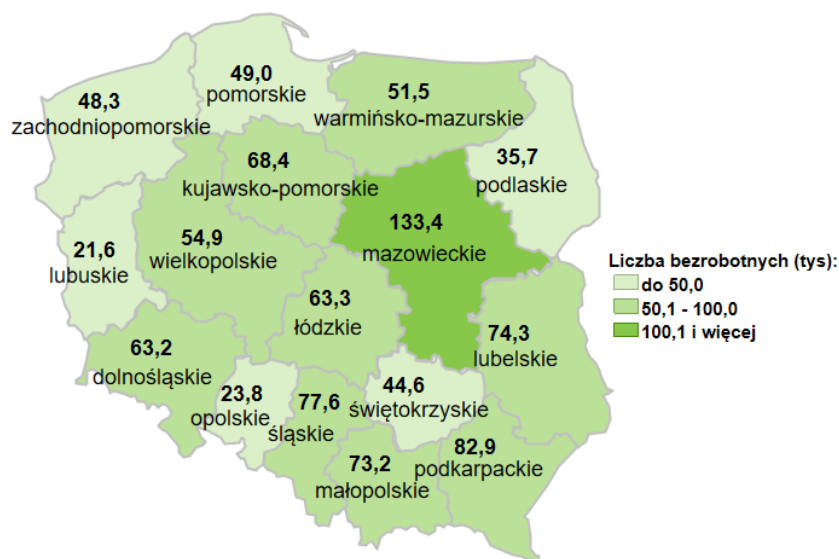 49,0
pomorskie
48,3
zachodniopomorskie
51,5
warmińsko-mazurskie
35,7
podlaskie
68,4
kujawsko-pomorskie
133,4
mazowieckie
21,6
lubuskie
54,9
wielkopolskie
63,3
łódzkie
74,3
lubelskie
63,2
dolnośląskie
23,8
opolskie
77,6
śląskie
44,6
świętokrzyskie
73,2
małopolskie
82,9
podkarpackie
Liczba bezrobotnych (tys):
do 50,0
50,1 - 100,0
100,1 i więcej